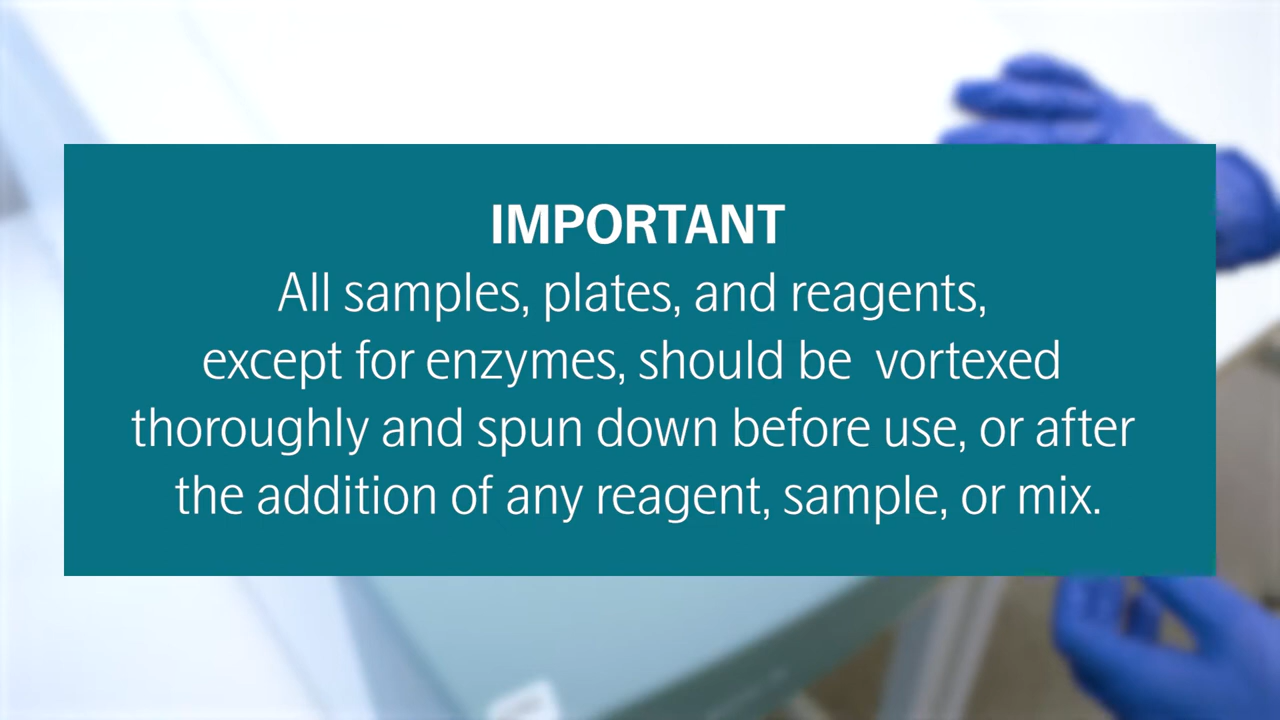 IMPORTANT
All samples, plates, and reagents,
except for enzymes, should be  vortexed
thoroughly and spun down before use, or after
the addition of any reagent, sample, or mix.